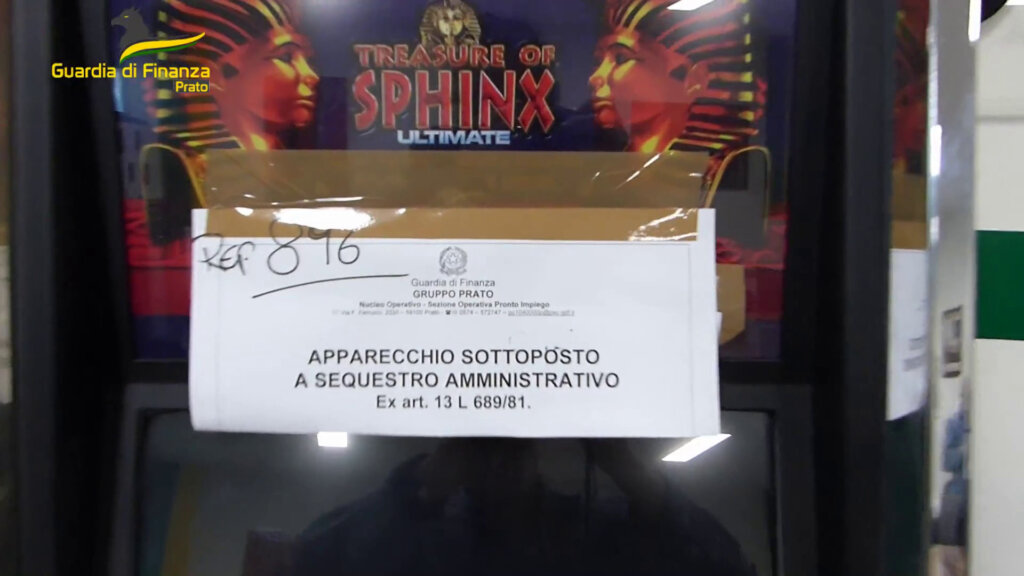 Guardia di Finanza
Prato
TREASURE OF
SPHINX
ULTIMATE
REF 896
Guardia di Finanza
GRUPPO PRATO
Nucleo Operativo - Sezione Operativa Pronto Impiego
APPARECCHIO SOTTOPOSTO
A SEQUESTRO AMMINISTRATIVO
Ex art. 13 L 689/81.